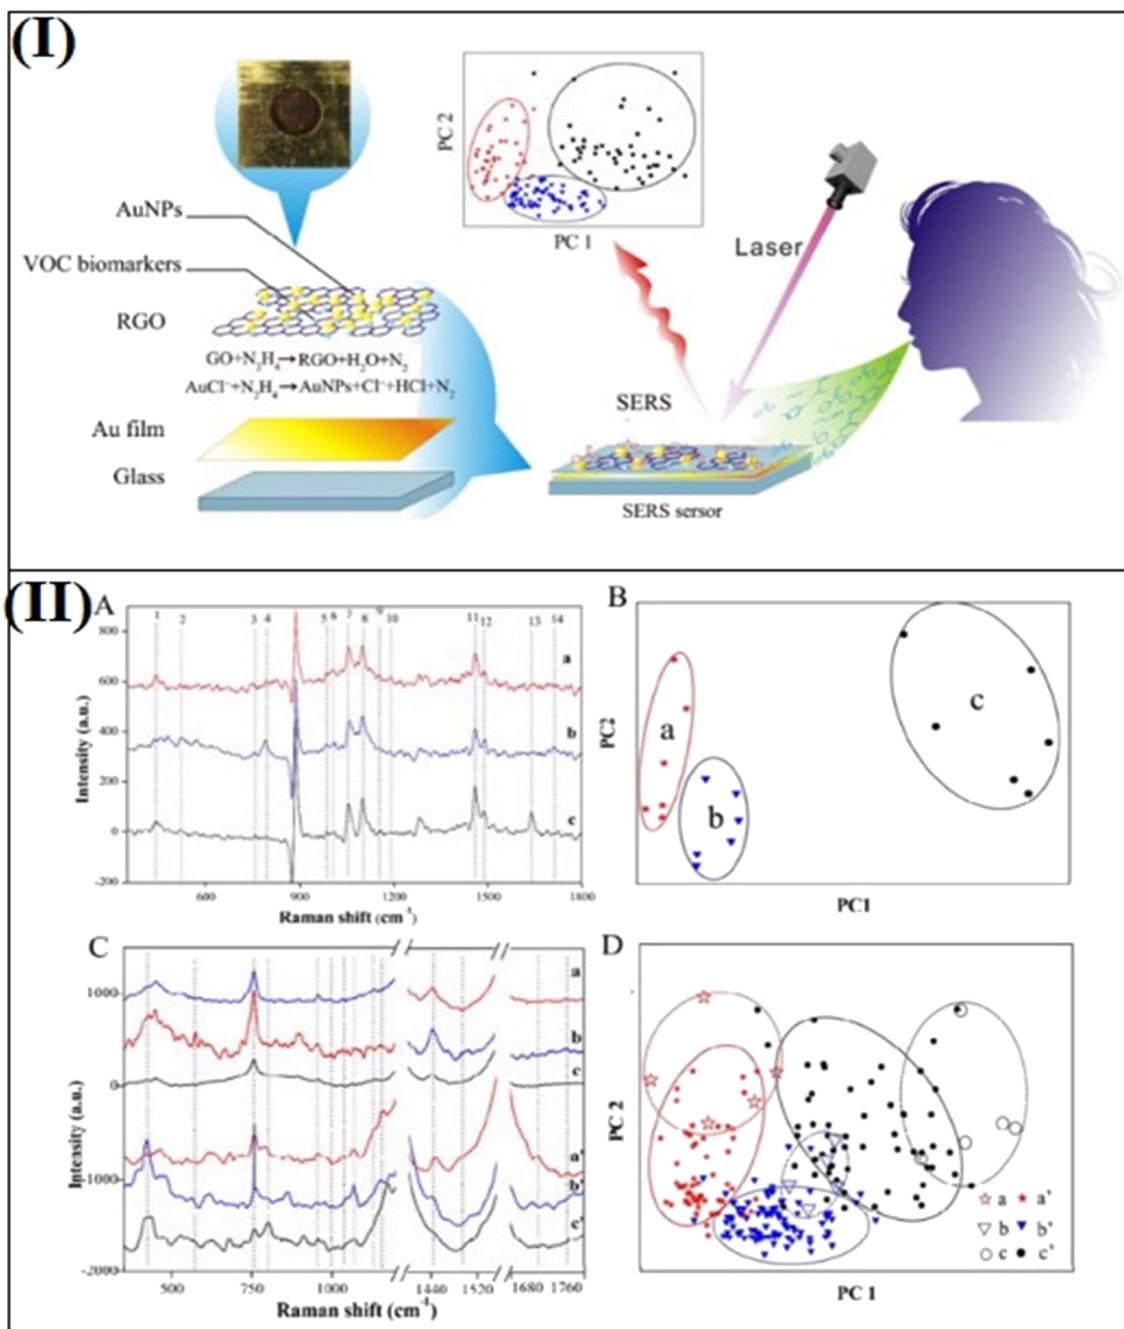 (I)
AuNPs
VOC biomarkers
RGO
GO+N₂H₄→RGO+H₂O+N₂
AuCl⁻+N₂H₄→AuNPs+Cl⁻+HCl+N₂
Au film
Glass
PC 2
PC 1
Laser
SERS
SERS sersor
(II)
A
1 2 3 4 5 6 7 8 9 10 11 12 13 14
800
600
400
200
0
-200
a
b
c
Intensity (a.u.)
600 900 1200 1500 1800
Raman shift (cm⁻¹)
B
PC2
a
b
c
PC1
C
1000
0
-1000
-2000
a
b
c
a'
b'
c'
Intensity (a.u.)
500 750 1000 1440 1520 1680 1760
Raman shift (cm⁻¹)
D
PC 2
a a'
b b'
c c'
PC 1